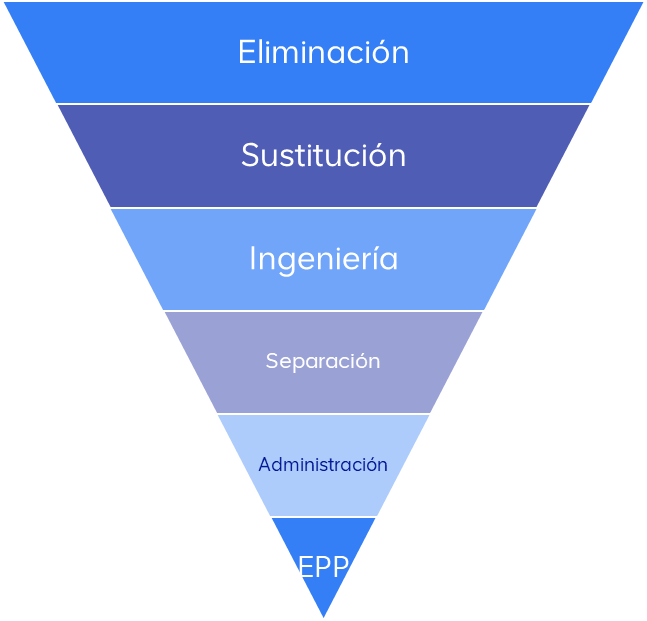 Eliminación
Sustitución
Ingeniería
Separación
Administración
EPP